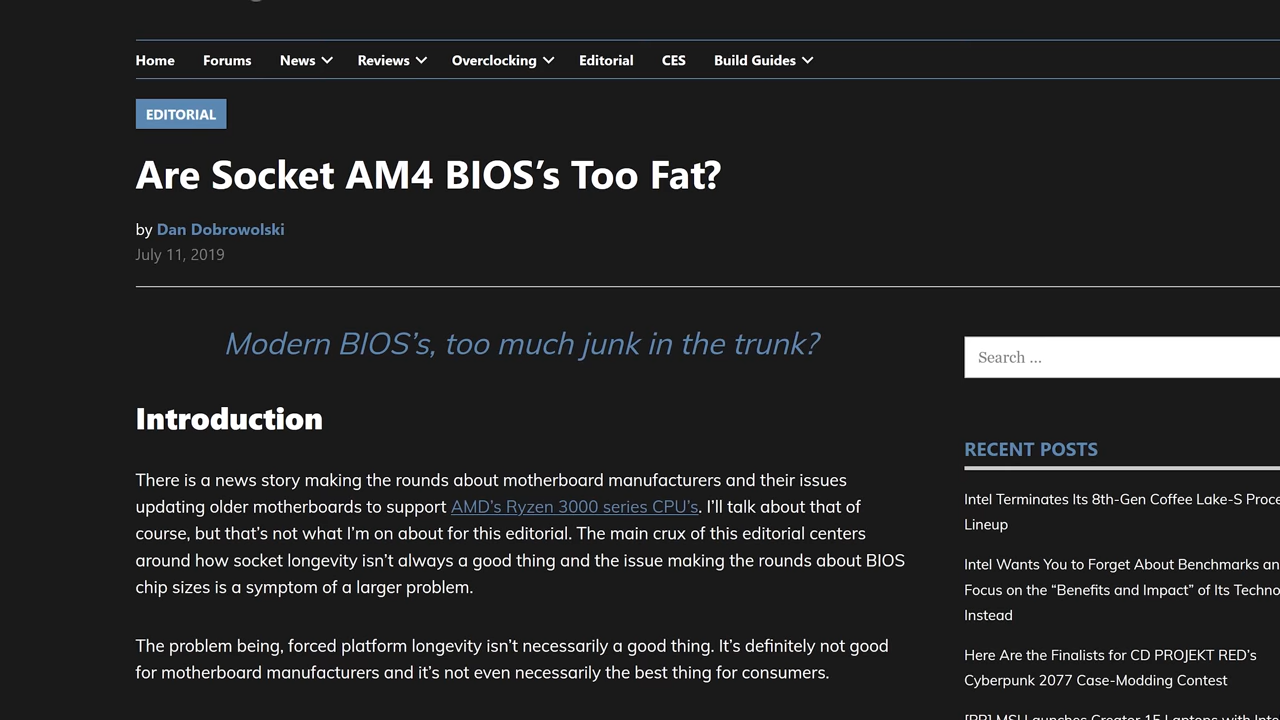 Home Forums News Reviews Overclocking Editorial CES Build Guides
EDITORIAL
Are Socket AM4 BIOS’s Too Fat?
by Dan Dobrowolski
July 11, 2019
Modern BIOS’s, too much junk in the trunk?
Introduction
There is a news story making the rounds about motherboard manufacturers and their issues
updating older motherboards to support AMD’s Ryzen 3000 series CPU’s. I’ll talk about that of
course, but that’s not what I’m on about for this editorial. The main crux of this editorial centers
around how socket longevity isn’t always a good thing and the issue making the rounds about BIOS
chip sizes is a symptom of a larger problem.
The problem being, forced platform longevity isn’t necessarily a good thing. It’s definitely not good
for motherboard manufacturers and it’s not even necessarily the best thing for consumers.
Search ...
RECENT POSTS
Intel Terminates Its 8th-Gen Coffee Lake-S
Lineup
Intel Wants You to Forget About Benchmarks
Focus on the “Benefits and Impact” of Its
Instead
Here Are the Finalists for CD PROJEKT RED’s
Cyberpunk 2077 Case-Modding Contest
[PR] MSI Launches Creator 15 Laptops with